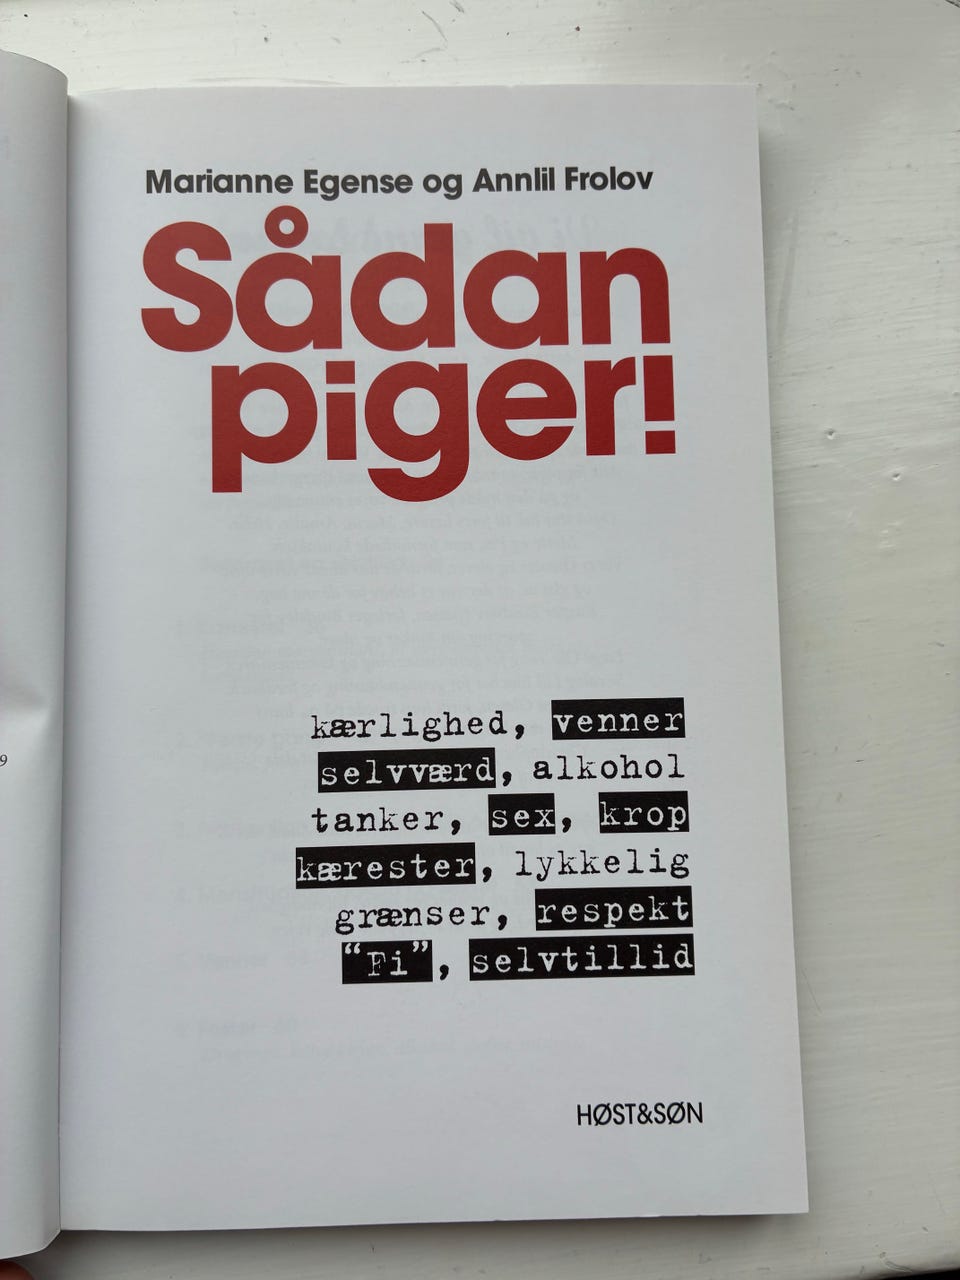 Marianne Egense og Annlil Frolov
Sådan
piger!
kærlighed, venner
selvværd, alkohol
tanker, sex, krop
kærester, lykkelig
grænser, respekt
“Fi”, selvtillid
HØST&SØN
9